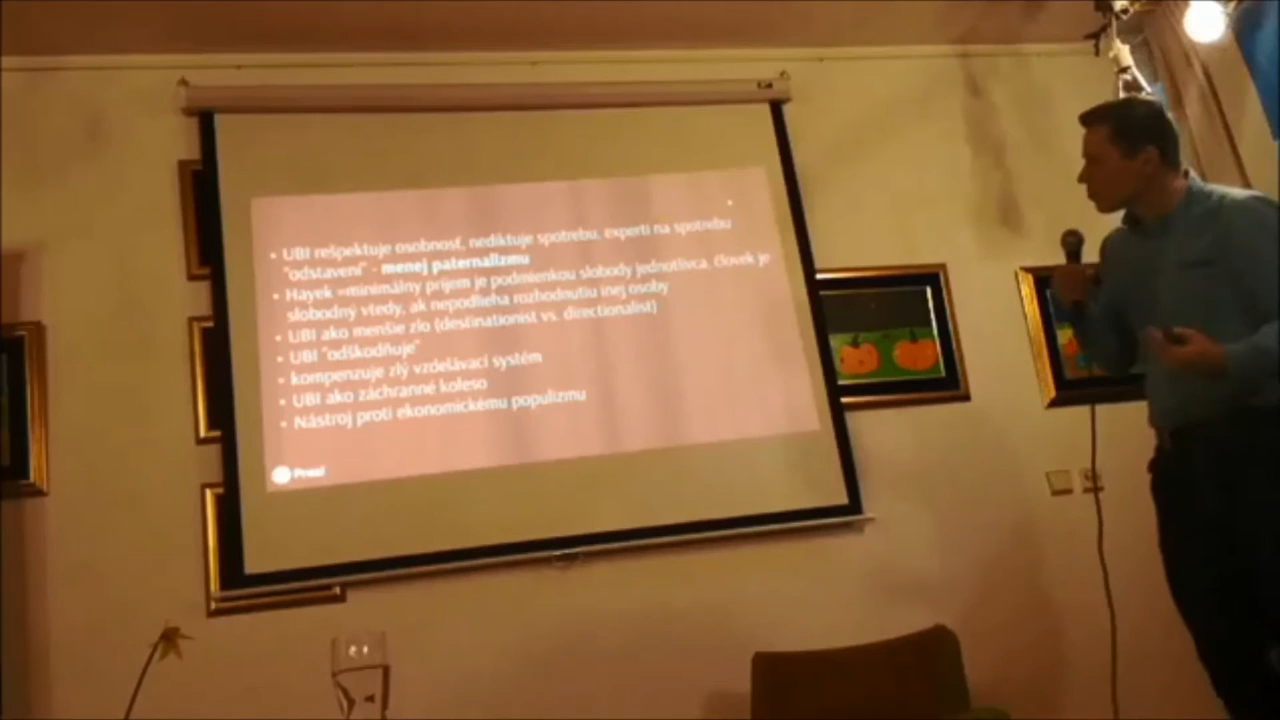 • UBI rešpektuje osobnosť, nediktuje spotrebu, experti na spotrebu
"odstavení" - menej paternalizmu
• Hayek =minimálny príjem je podmienkou slobody jednotlivca, človek je
slobodný vtedy, ak nepodlieha rozhodnutiu inej osoby
• UBI ako menšie zlo (destinationist vs. directionalist)
• UBI "odškodňuje"
• kompenzuje zlý vzdelávací systém
• UBI ako záchranné koleso
• Nástroj proti ekonomickému populizmu
Prezi